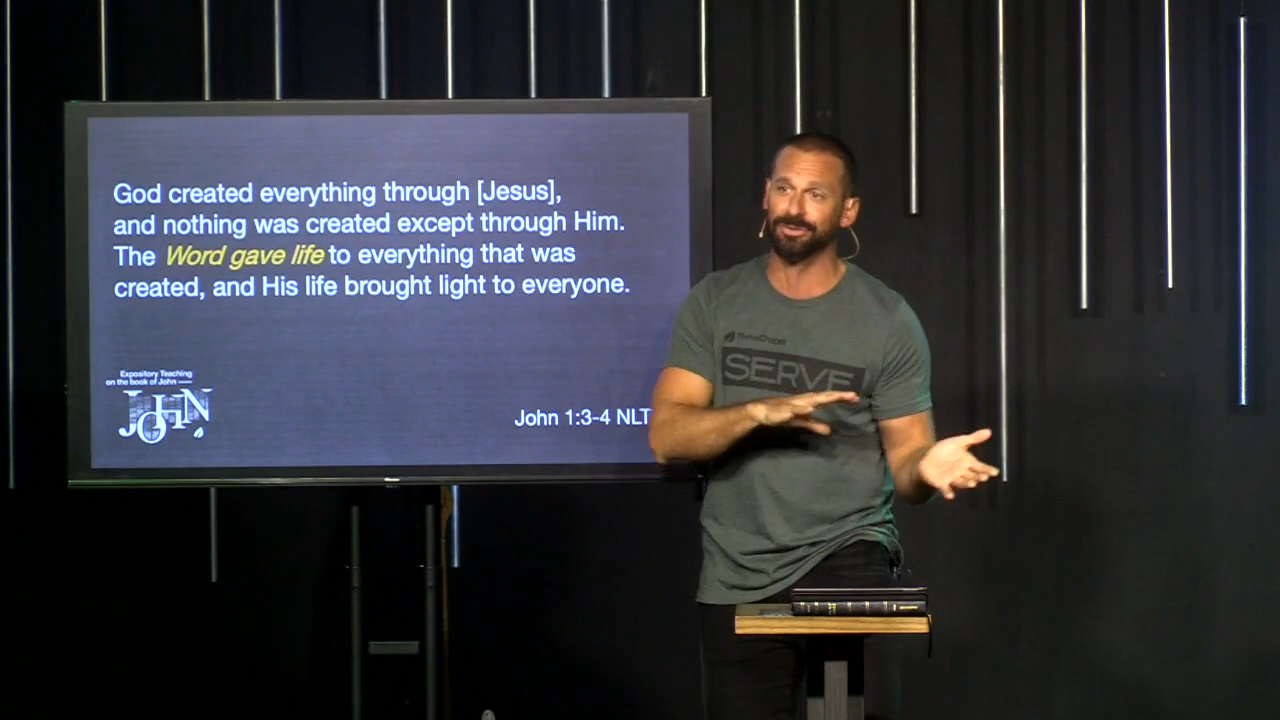 God created everything through [Jesus],
and nothing was created except through Him.
The Word gave life to everything that was
created, and His life brought light to everyone.
Expository Teaching
on the book of John
JOHN
John 1:3-4 NLT
ThriveChapel
SERVE